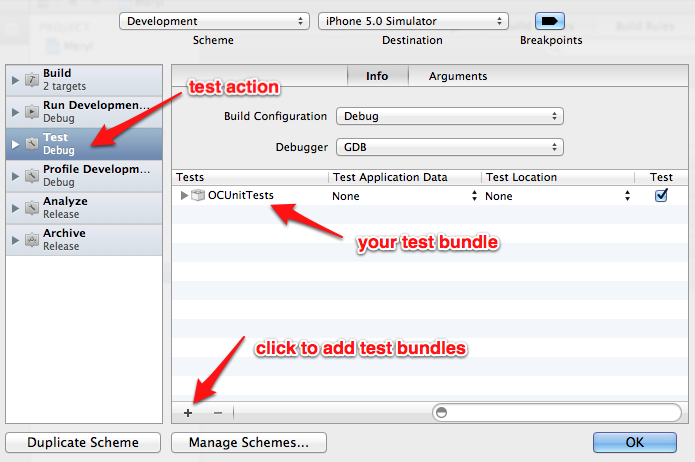 PROJECT
Build Rules
Meryl
Development
iPhone 5.0 Simulator
Scheme
Destination
Breakpoints
Build
2 targets
Run Developmen...
Debug
Test
Debug
Profile Developm...
Debug
Analyze
Release
Archive
Release
test action
Info
Arguments
Build Configuration
Debug
Debugger
GDB
Tests
Test Application Data
Test Location
Test
OCUnitTests
None
None
your test bundle
click to add test bundles
+
−
Duplicate Scheme
Manage Schemes...
OK